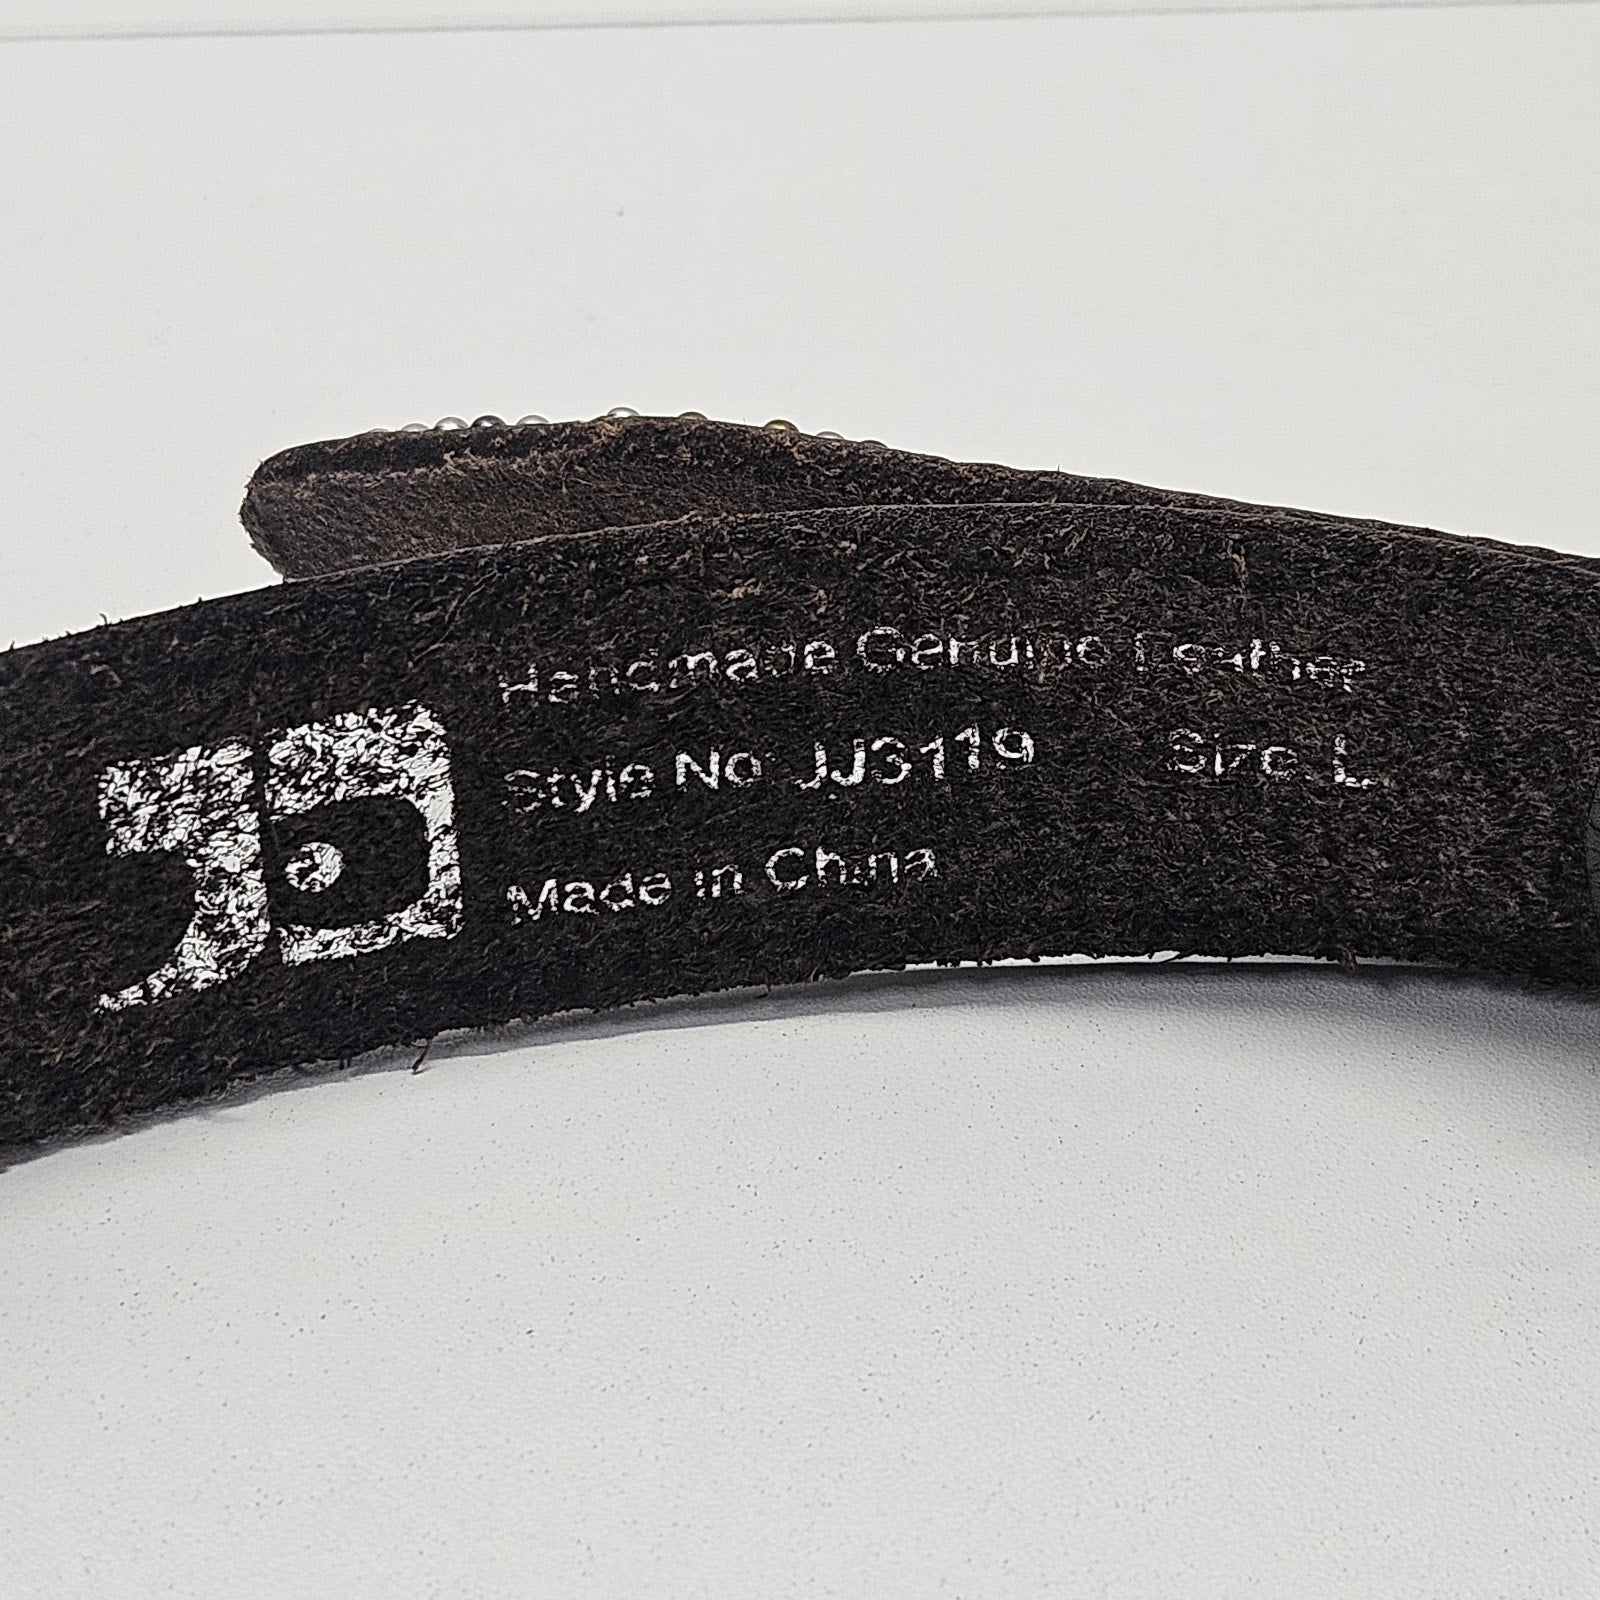 Handmade Genuine Leather
Style No: JJ3119 Size: L
Made in China